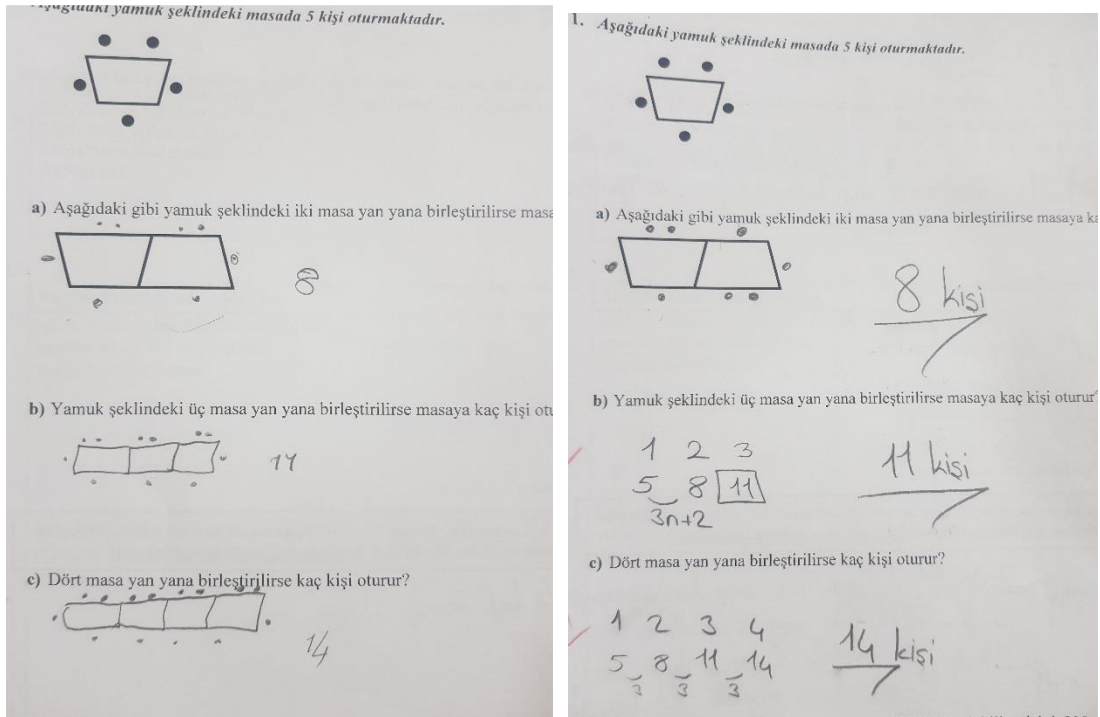 yamuk şeklindeki masada 5 kişi oturmaktadır.
a) Aşağıdaki gibi yamuk şeklindeki iki masa yan yana birleştirilirse masa
8
b) Yamuk şeklindeki üç masa yan yana birleştirilirse masaya kaç kişi otu
11
c) Dört masa yan yana birleştirilirse kaç kişi oturur?
14
1. Aşağıdaki yamuk şeklindeki masada 5 kişi oturmaktadır.
a) Aşağıdaki gibi yamuk şeklindeki iki masa yan yana birleştirilirse masaya ka
8 kişi
b) Yamuk şeklindeki üç masa yan yana birleştirilirse masaya kaç kişi oturur
1 2 3
5 8 11
3n+2
11 kişi
c) Dört masa yan yana birleştirilirse kaç kişi oturur?
1 2 3 4
5 8 11 14
3 3 3
14 kişi